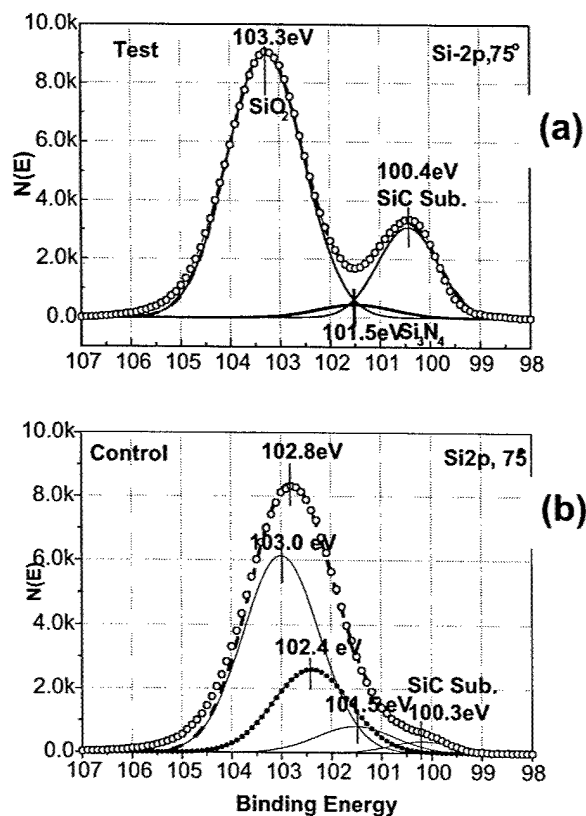 Test
103.3eV
Si-2p,75°
SiO2
(a)
100.4eV
SiC Sub.
N(E)
10.0k
8.0k
6.0k
4.0k
2.0k
0.0
101.5eV
Si3N4
107 106 105 104 103 102 101 100 99 98
Control
102.8eV
Si2p, 75°
(b)
103.0 eV
102.4 eV
101.5eV
SiC Sub.
100.3eV
N(E)
10.0k
8.0k
6.0k
4.0k
2.0k
0.0
107 106 105 104 103 102 101 100 99 98
Binding Energy